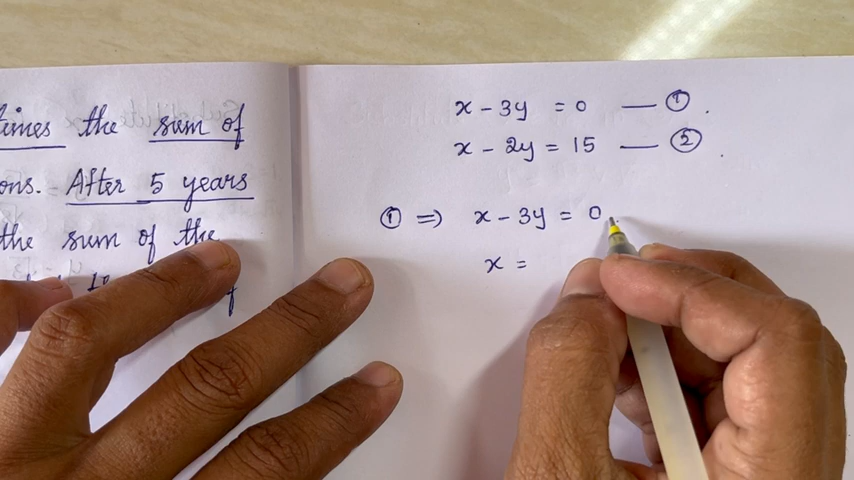 times the sum of
ons. After 5 years
the sum of the
x - 3y = 0 — ①.
x - 2y = 15 — ②.
① ⇒ x - 3y = 0
x =